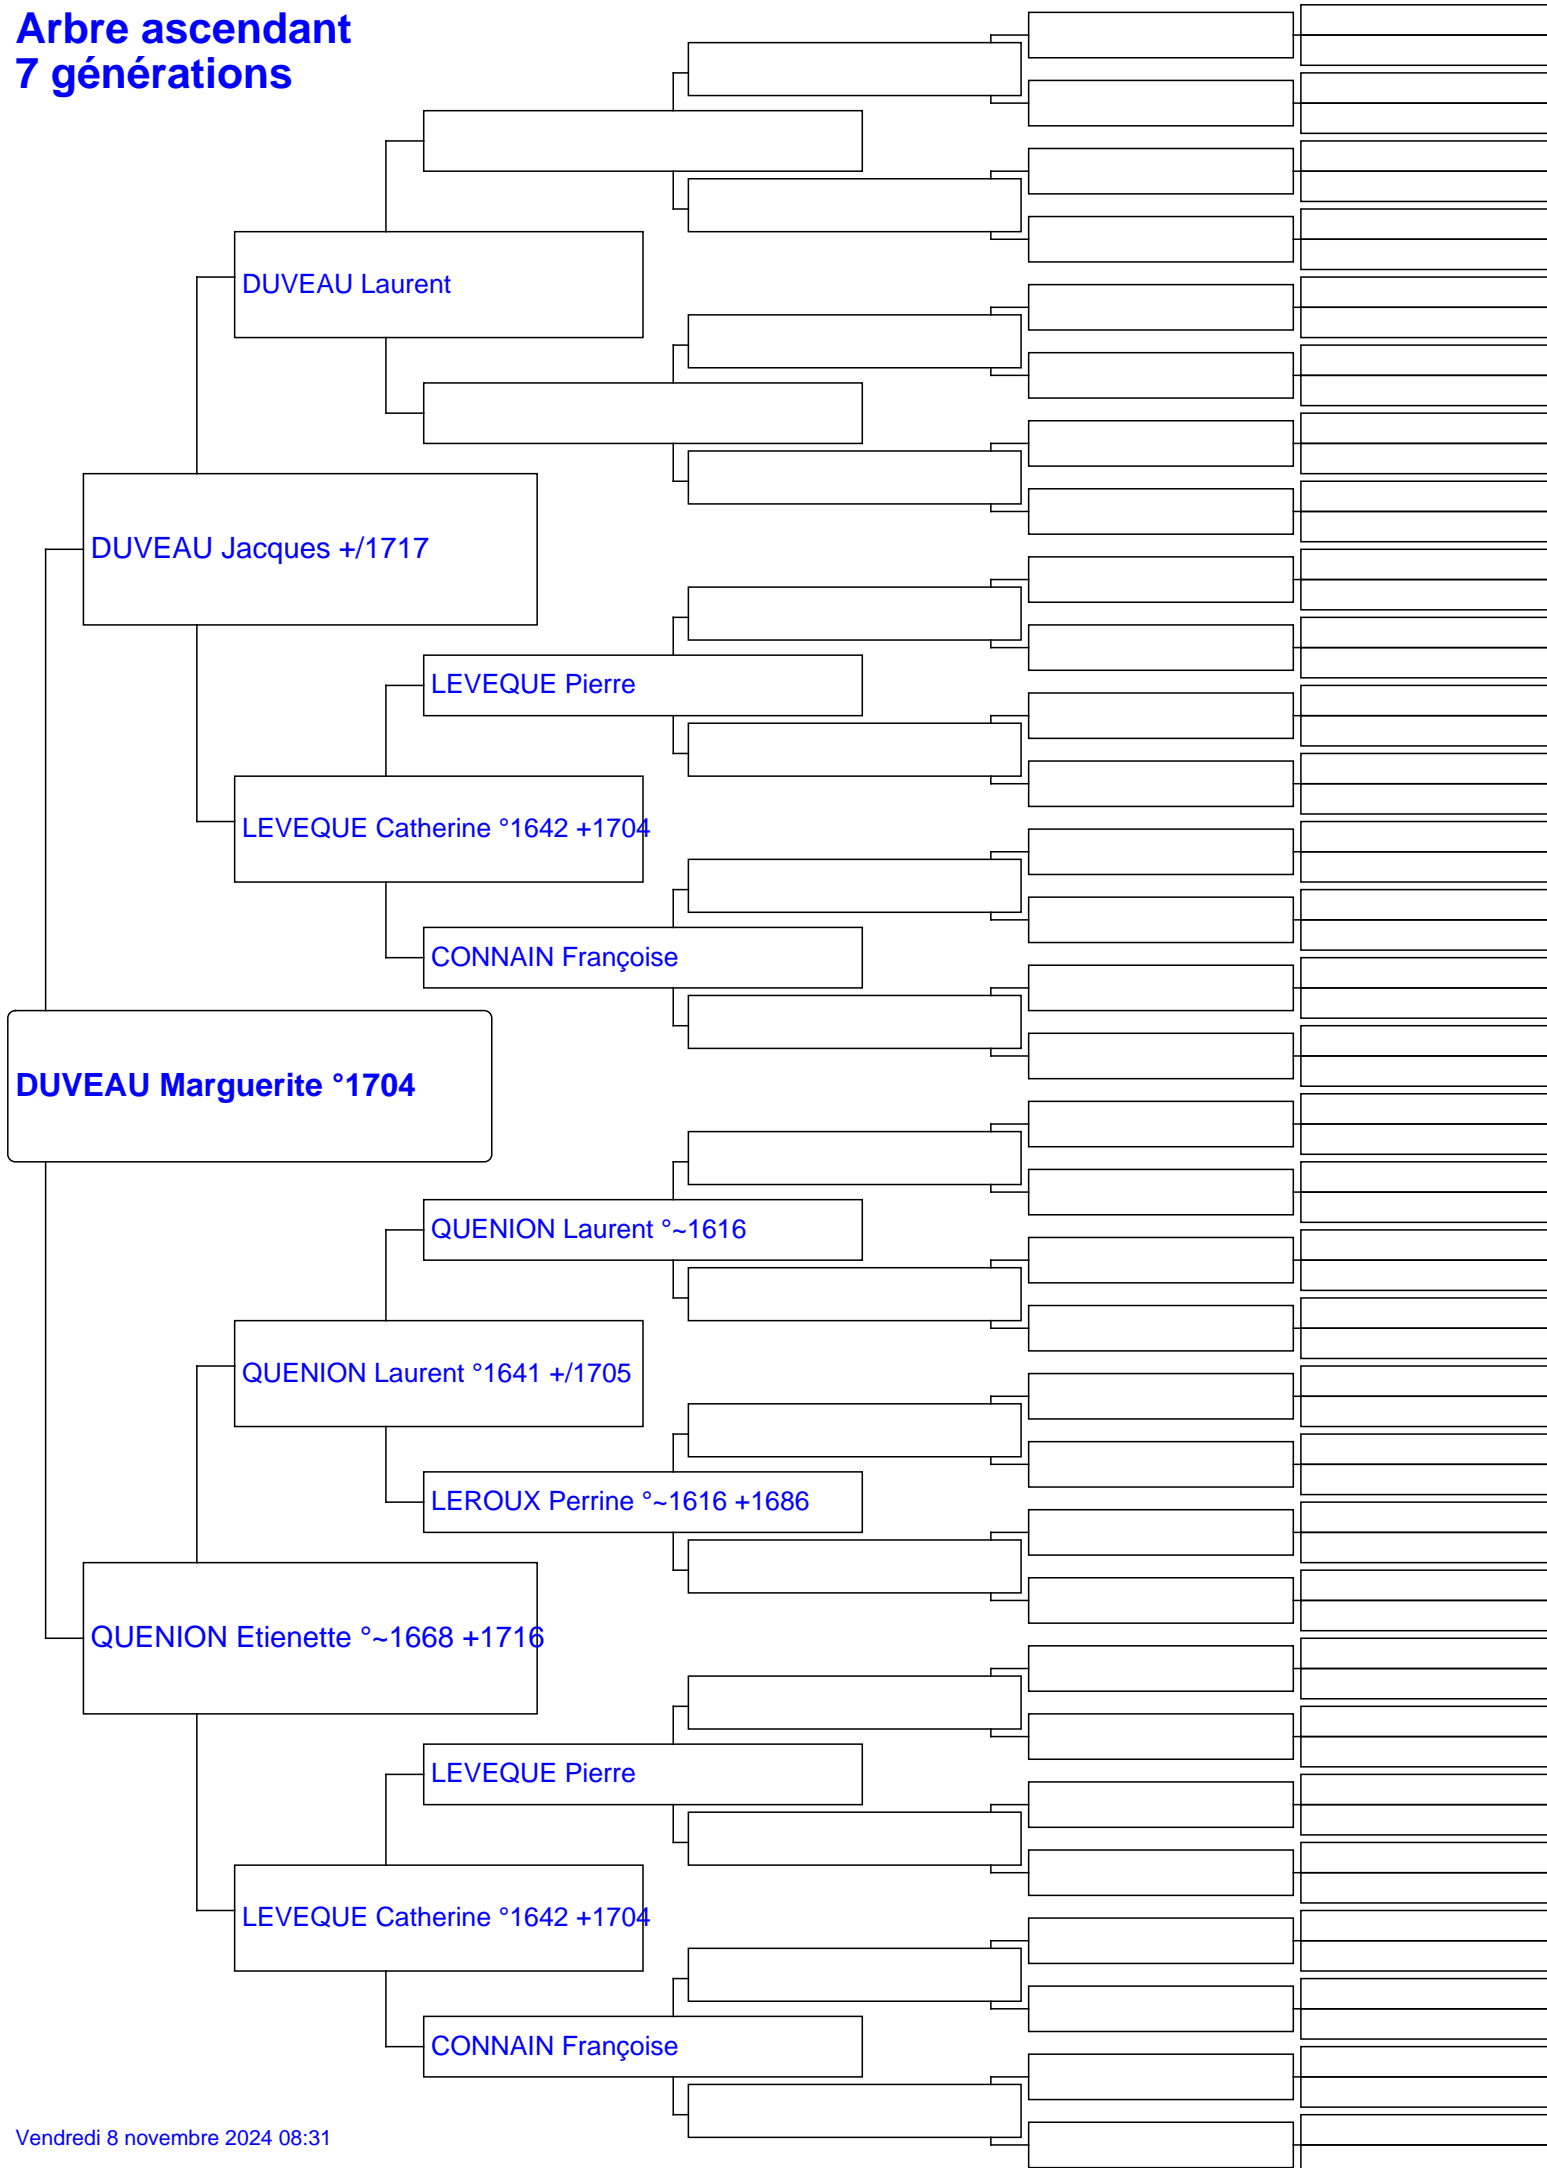 Arbre ascendant
7 générations
DUVEAU Laurent
DUVEAU Jacques +/1717
LEVEQUE Pierre
LEVEQUE Catherine °1642 +1704
CONNAIN Françoise
DUVEAU Marguerite °1704
QUENION Laurent °~1616
QUENION Laurent °1641 +/1705
LEROUX Perrine °~1616 +1686
QUENION Etienette °~1668 +1716
LEVEQUE Pierre
LEVEQUE Catherine °1642 +1704
CONNAIN Françoise
Vendredi 8 novembre 2024 08:31